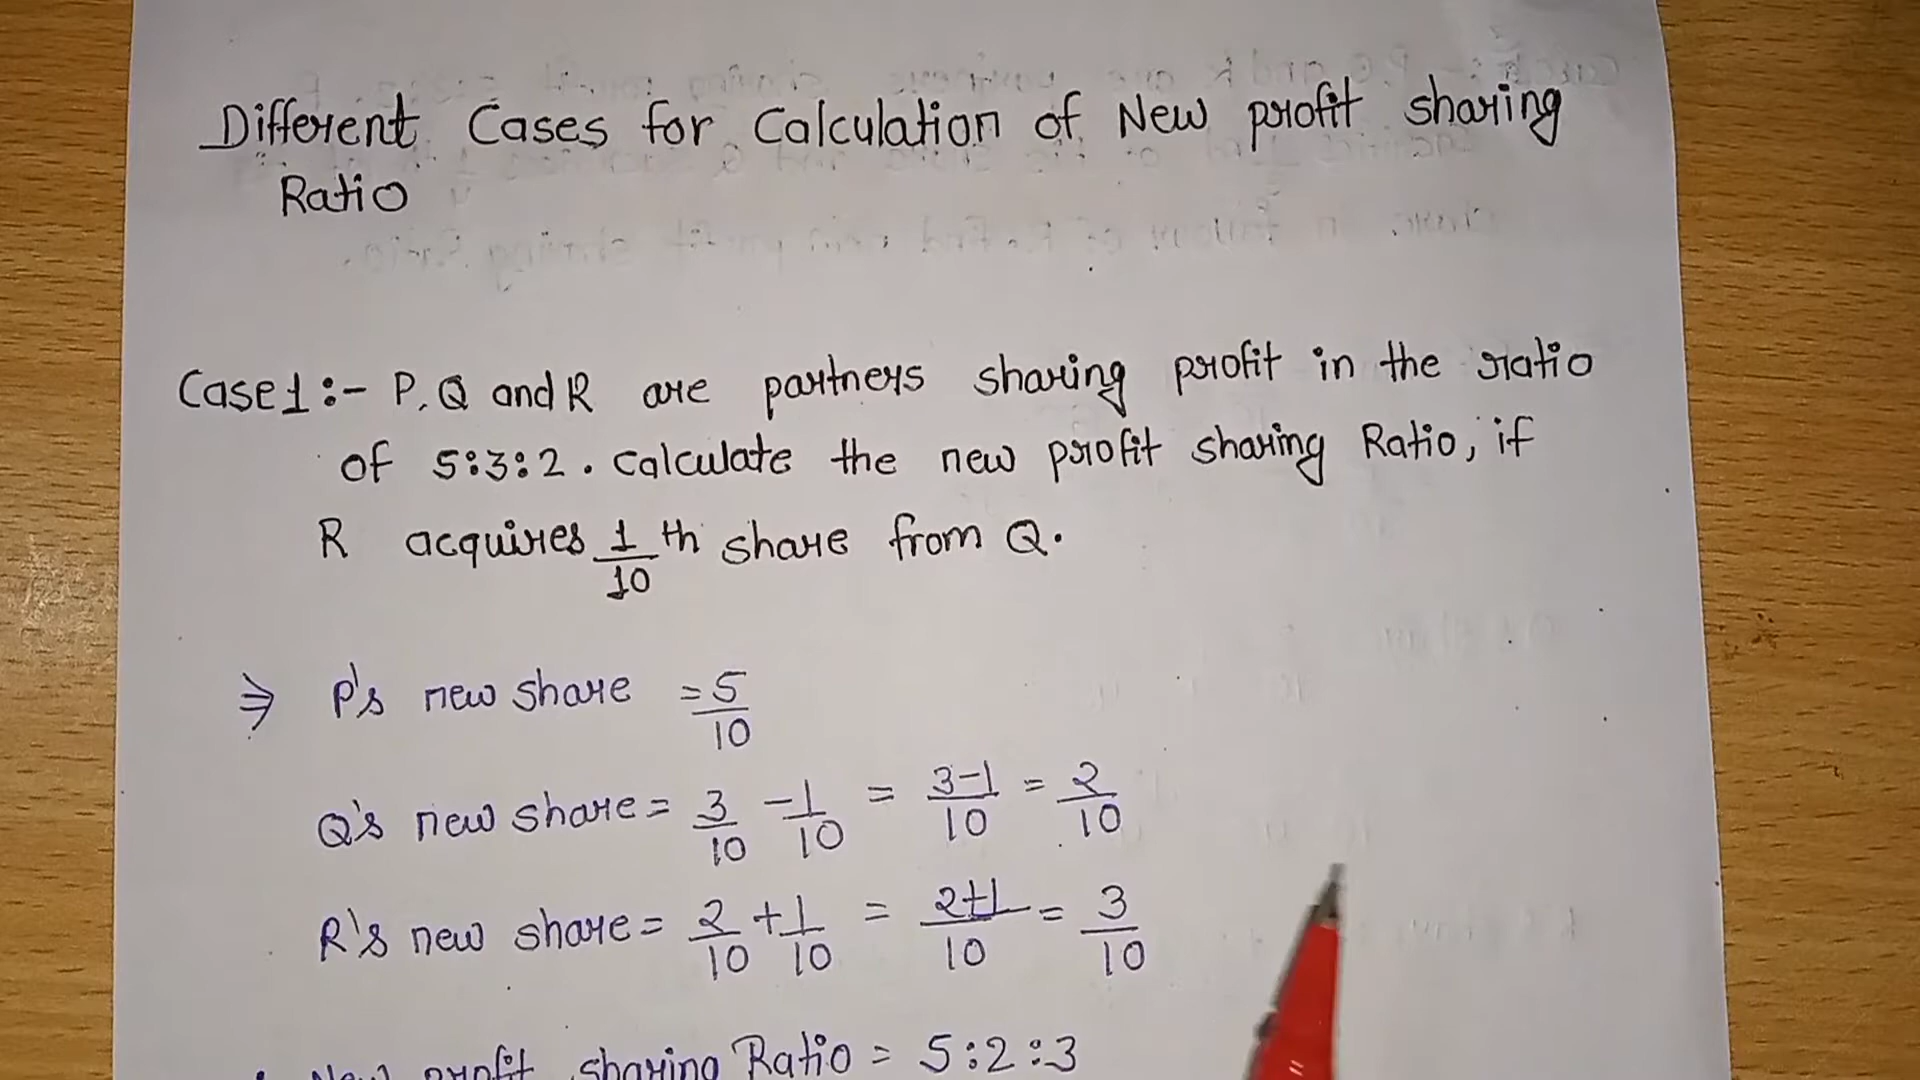 Different Cases for Calculation of New profit sharing
Ratio
Case1:- P, Q and R are partners sharing profit in the ratio
of 5:3:2. Calculate the new profit sharing Ratio, if
R acquires 1/10 th share from Q.
⇒ P's new share = 5/10
Q's new share = 3/10 - 1/10 = 3-1/10 = 2/10
R's new share = 2/10 + 1/10 = 2+1/10 = 3/10
New profit sharing Ratio = 5:2:3